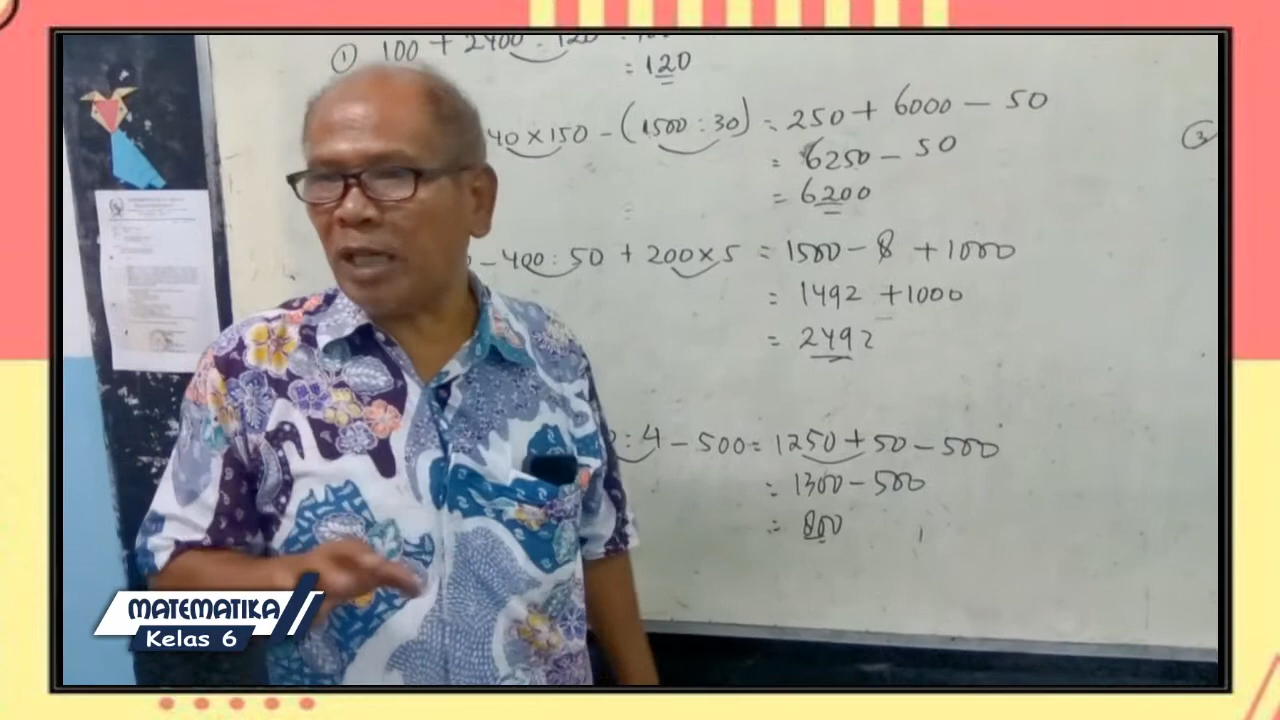 ① 100 + 2400 : 120
= 120
40 x 150 - (1500 : 30) = 250 + 6000 - 50
= 6250 - 50
= 6200
③
- 400 : 50 + 200 x 5 = 1500 - 8 + 1000
= 1492 + 1000
= 2492
: 4 - 500 = 1250 + 50 - 500
= 1300 - 500
= 800
MATEMATIKA
Kelas 6